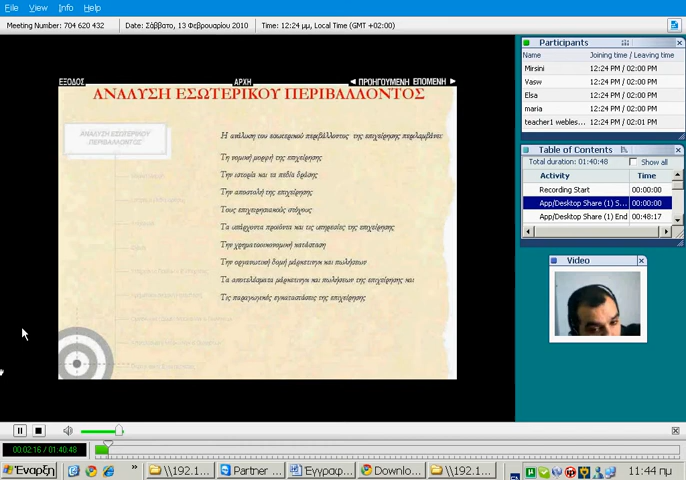 File View Info Help
Meeting Number: 704 620 432 Date: Σάββατο, 13 Φεβρουαρίου 2010 Time: 12:24 μμ, Local Time (GMT +02:00)
ΕΞΟΔΟΣ ΑΡΧΗ ΠΡΟΗΓΟΥΜΕΝΗ ΕΠΟΜΕΝΗ
ΑΝΑΛΥΣΗ ΕΣΩΤΕΡΙΚΟΥ ΠΕΡΙΒΑΛΛΟΝΤΟΣ
ΑΝΑΛΥΣΗ ΕΣΩΤΕΡΙΚΟΥ
ΠΕΡΙΒΑΛΛΟΝΤΟΣ
Η ανάλυση του εσωτερικού περιβάλλοντος της επιχείρησης περιλαμβάνει
Τη νομική μορφή της επιχείρησης
Την ιστορία και τα πεδία δράσης
Την αποστολή της επιχείρησης
Τους επιχειρησιακούς στόχους
Τα υπάρχοντα προϊόντα και τις υπηρεσίες της επιχείρησης
Την χρηματοοικονομική κατάσταση
Την οργανωτική δομή μάρκετινγκ και πωλήσεων
Τα αποτελέσματα μάρκετινγκ και πωλήσεων της επιχείρησης και
Τις παραγωγικές εγκαταστάσεις της επιχείρησης
Participants
Name Joining time / Leaving time
Mirsini 12:24 PM / 02:00 PM
Vasw 12:24 PM / 02:00 PM
Elsa 12:24 PM / 02:00 PM
maria 12:24 PM / 02:00 PM
teacher1 webles... 12:24 PM / 02:01 PM
Table of Contents
Total duration: 01:40:48 Show all
Activity Time
Recording Start 00:00:00
App/Desktop Share (1) S... 00:00:00
App/Desktop Share (1) End 00:48:17
Video
00:02:16 / 01:40:48
Έναρξη » \\192.1... Partner ... Έγγραφ... Downlo... \\192.1... 11:44 πμ